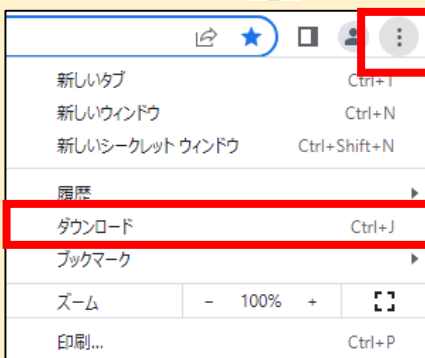 新しいタブ Ctrl+T
新しいウィンドウ Ctrl+N
新しいシークレット ウィンドウ Ctrl+Shift+N
履歴
ダウンロード Ctrl+J
ブックマーク
ズーム - 100% +
印刷... Ctrl+P